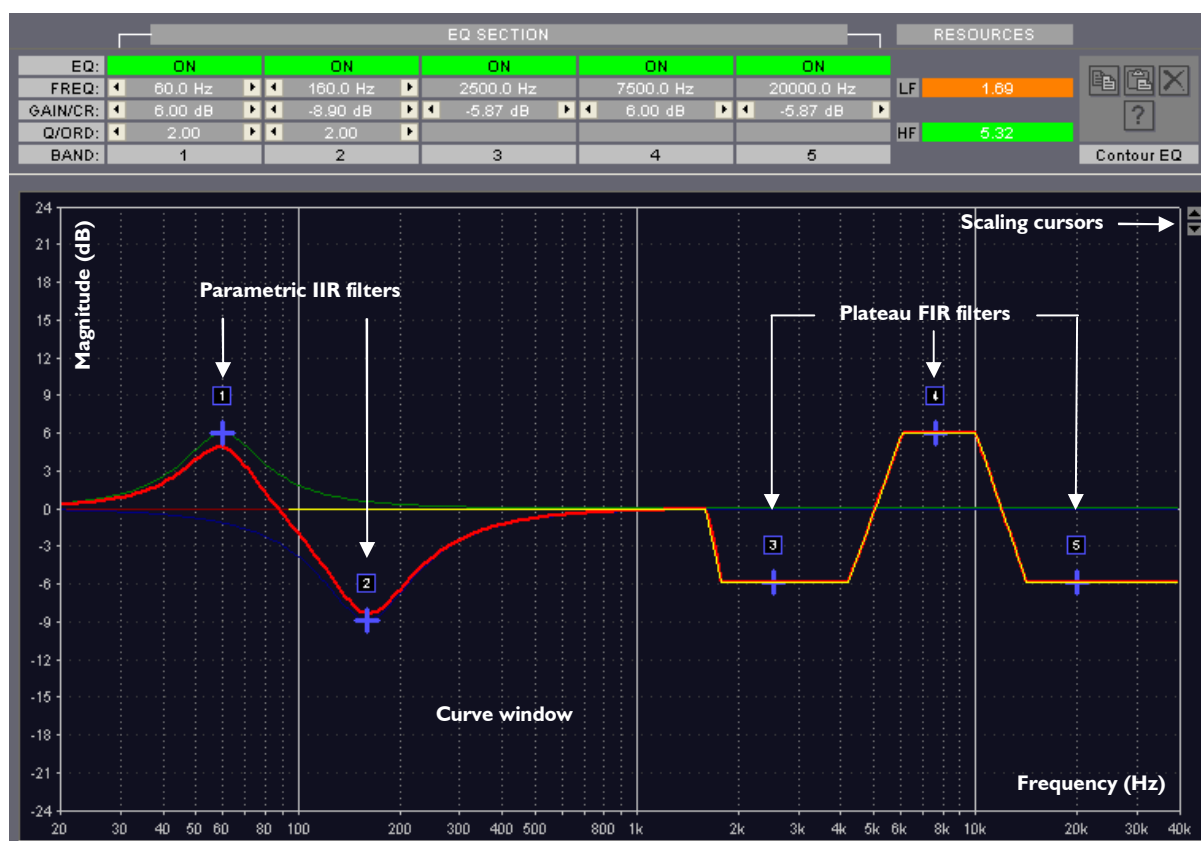 EQ SECTION RESOURCES
EQ: ON ON ON ON ON
FREQ: 60.0 Hz 160.0 Hz 2500.0 Hz 7500.0 Hz 20000.0 Hz LF 1.69
GAIN/CR: 6.00 dB -8.90 dB -5.87 dB 6.00 dB -5.87 dB ?
Q/ORD: 2.00 2.00 HF 5.32
BAND: 1 2 3 4 5 Contour EQ
24
21
18
15
12
9
6
3
0
-3
-6
-9
-12
-15
-18
-21
-24
Magnitude (dB)
Scaling cursors
Parametric IIR filters
Plateau FIR filters
1
4
3
5
2
Curve window
Frequency (Hz)
20 30 40 50 60 80 100 200 300 400 500 800 1k 2k 3k 4k 5k 6k 8k 10k 20k 30k 40k